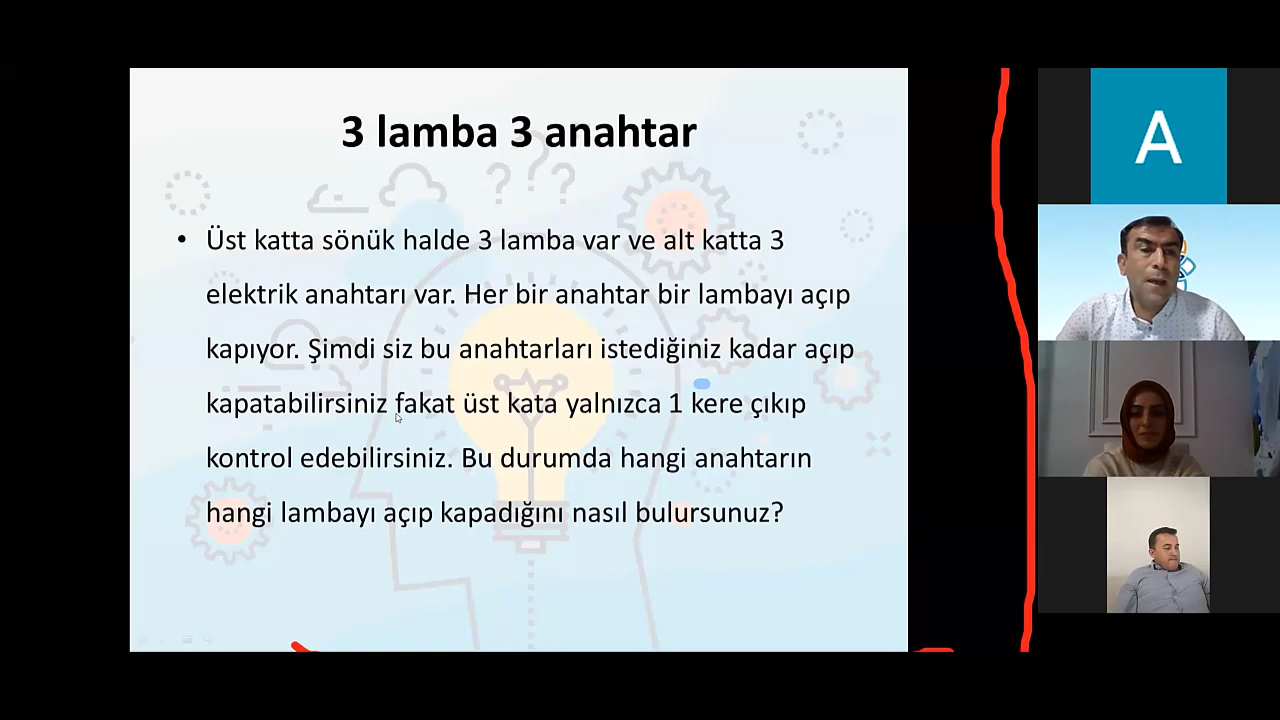 3 lamba 3 anahtar
• Üst katta sönük halde 3 lamba var ve alt katta 3
elektrik anahtarı var. Her bir anahtar bir lambayı açıp
kapıyor. Şimdi siz bu anahtarları istediğiniz kadar açıp
kapatabilirsiniz fakat üst kata yalnızca 1 kere çıkıp
kontrol edebilirsiniz. Bu durumda hangi anahtarın
hangi lambayı açıp kapadığını nasıl bulursunuz?
A